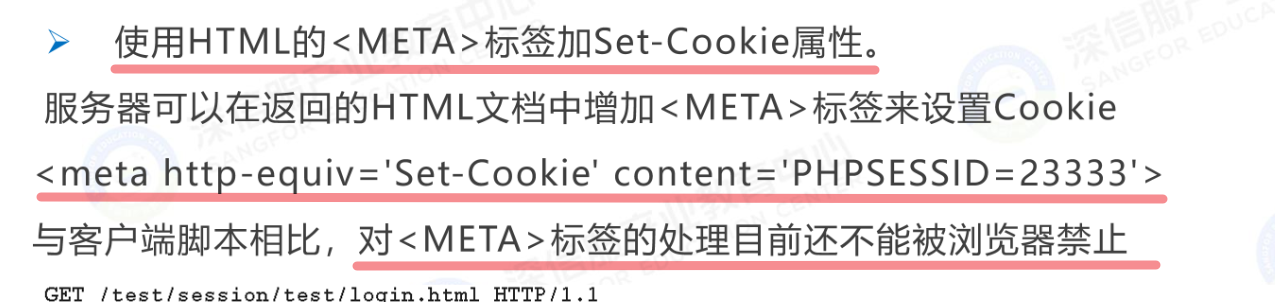 使用HTML的<META>标签加Set-Cookie属性。
服务器可以在返回的HTML文档中增加<META>标签来设置Cookie
<meta http-equiv='Set-Cookie' content='PHPSESSID=23333'>
与客户端脚本相比，对<META>标签的处理目前还不能被浏览器禁止
GET /test/session/test/login.html HTTP/1.1